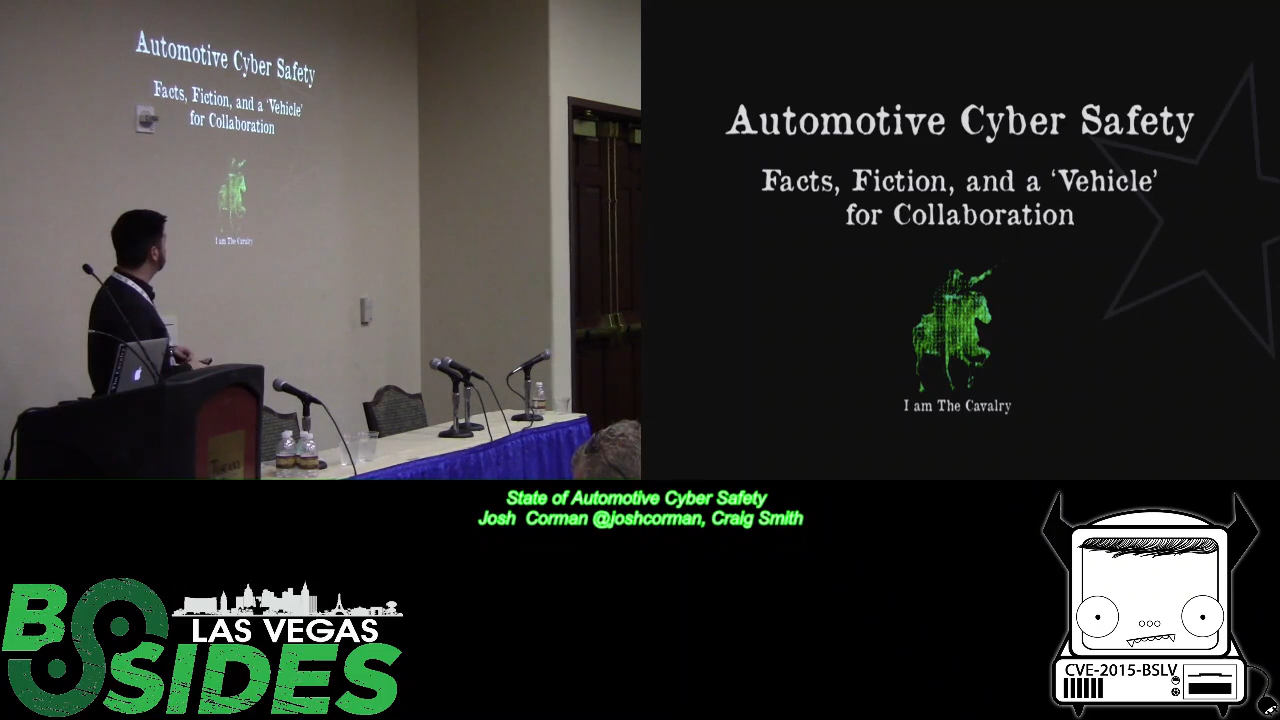 Automotive Cyber Safety
Facts, Fiction, and a 'Vehicle'
for Collaboration
I am The Cavalry
Automotive Cyber Safety
Facts, Fiction, and a ‘Vehicle’
for Collaboration
I am The Cavalry
State of Automotive Cyber Safety
Josh Corman @joshcorman, Craig Smith
BSIDES
LAS VEGAS
CVE-2015-BSLV